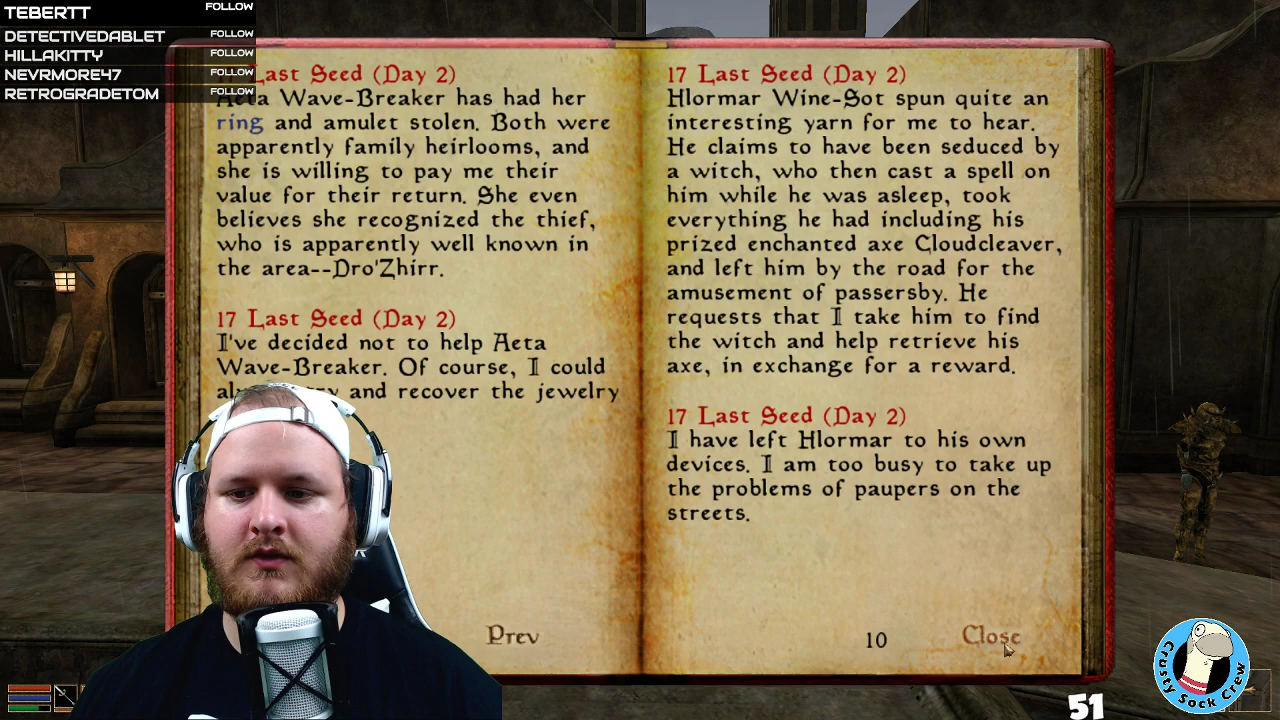 TEBERTT FOLLOW
DETECTIVEDABLET FOLLOW
HILLAKITTY FOLLOW
NEVRMORE47 FOLLOW
RETROGRADETOM FOLLOW
Last Seed (Day 2)
Aeta Wave-Breaker has had her
ring and amulet stolen. Both were
apparently family heirlooms, and
she is willing to pay me their
value for their return. She even
believes she recognized the thief,
who is apparently well known in
the area--Dro'Zhirr.
17 Last Seed (Day 2)
I've decided not to help Aeta
Wave-Breaker. Of course, I could
and recover the jewelry
Prev
17 Last Seed (Day 2)
Hlormar Wine-Sot spun quite an
interesting yarn for me to hear.
He claims to have been seduced by
a witch, who then cast a spell on
him while he was asleep, took
everything he had including his
prized enchanted axe Cloudcleaver,
and left him by the road for the
amusement of passersby. He
requests that I take him to find
the witch and help retrieve his
axe, in exchange for a reward.
17 Last Seed (Day 2)
I have left Hlormar to his own
devices. I am too busy to take up
the problems of paupers on the
streets.
10 Close
51
Crusty Sock Crew